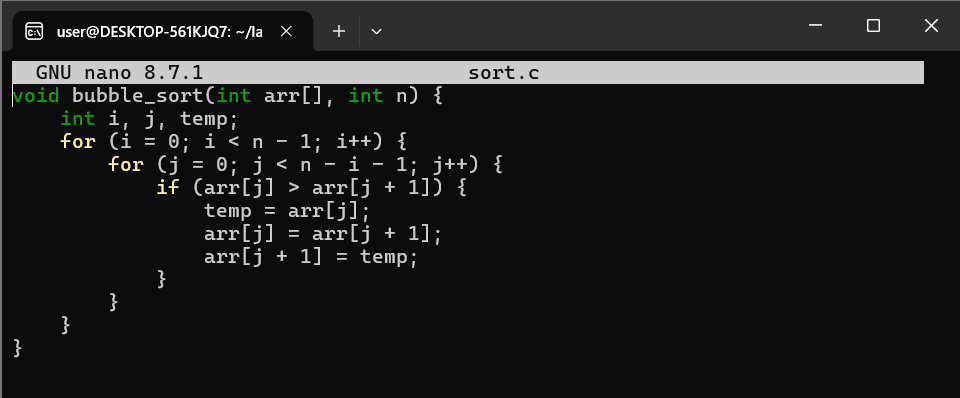 user@DESKTOP-561KJQ7: ~/la
GNU nano 8.7.1 sort.c
void bubble_sort(int arr[], int n) {
    int i, j, temp;
    for (i = 0; i < n - 1; i++) {
        for (j = 0; j < n - i - 1; j++) {
            if (arr[j] > arr[j + 1]) {
                temp = arr[j];
                arr[j] = arr[j + 1];
                arr[j + 1] = temp;
            }
        }
    }
}